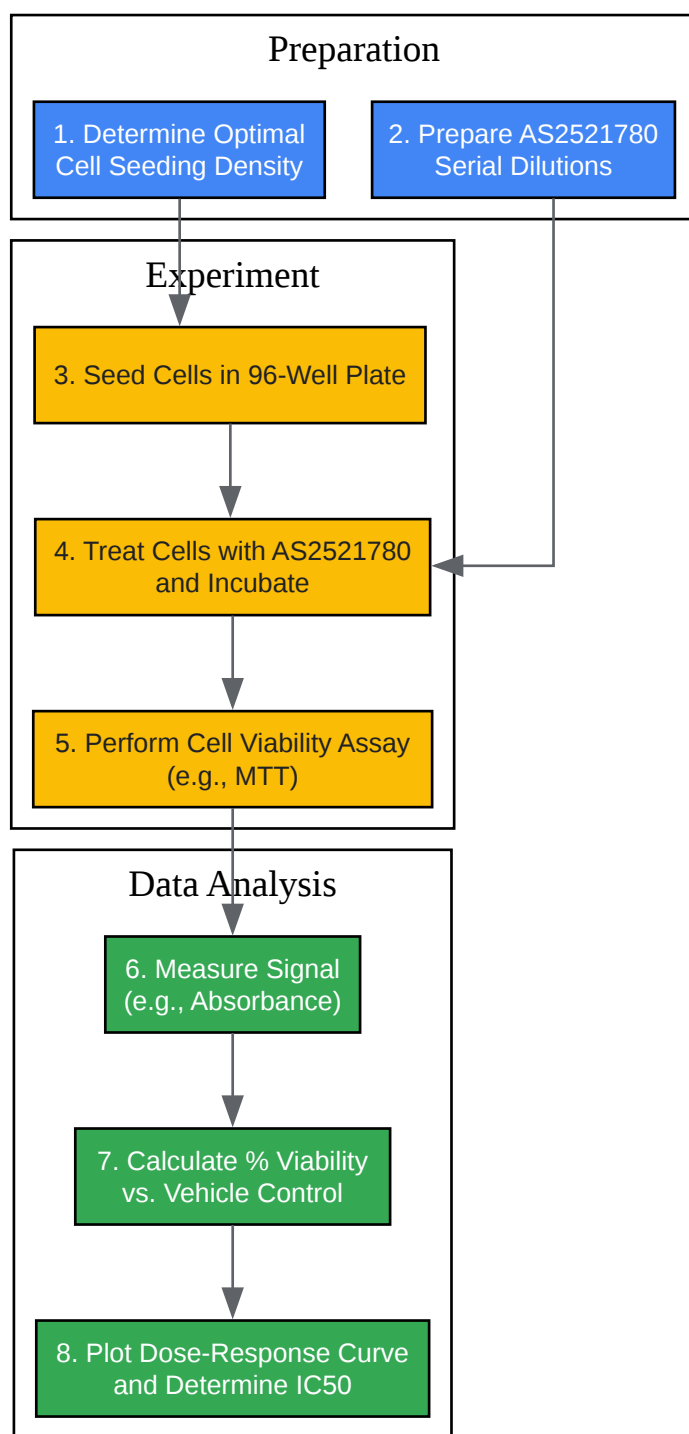 Preparation
1. Determine Optimal
Cell Seeding Density
2. Prepare AS2521780
Serial Dilutions
Experiment
3. Seed Cells in 96-Well Plate
4. Treat Cells with AS2521780
and Incubate
5. Perform Cell Viability Assay
(e.g., MTT)
Data Analysis
6. Measure Signal
(e.g., Absorbance)
7. Calculate % Viability
vs. Vehicle Control
8. Plot Dose-Response Curve
and Determine IC50